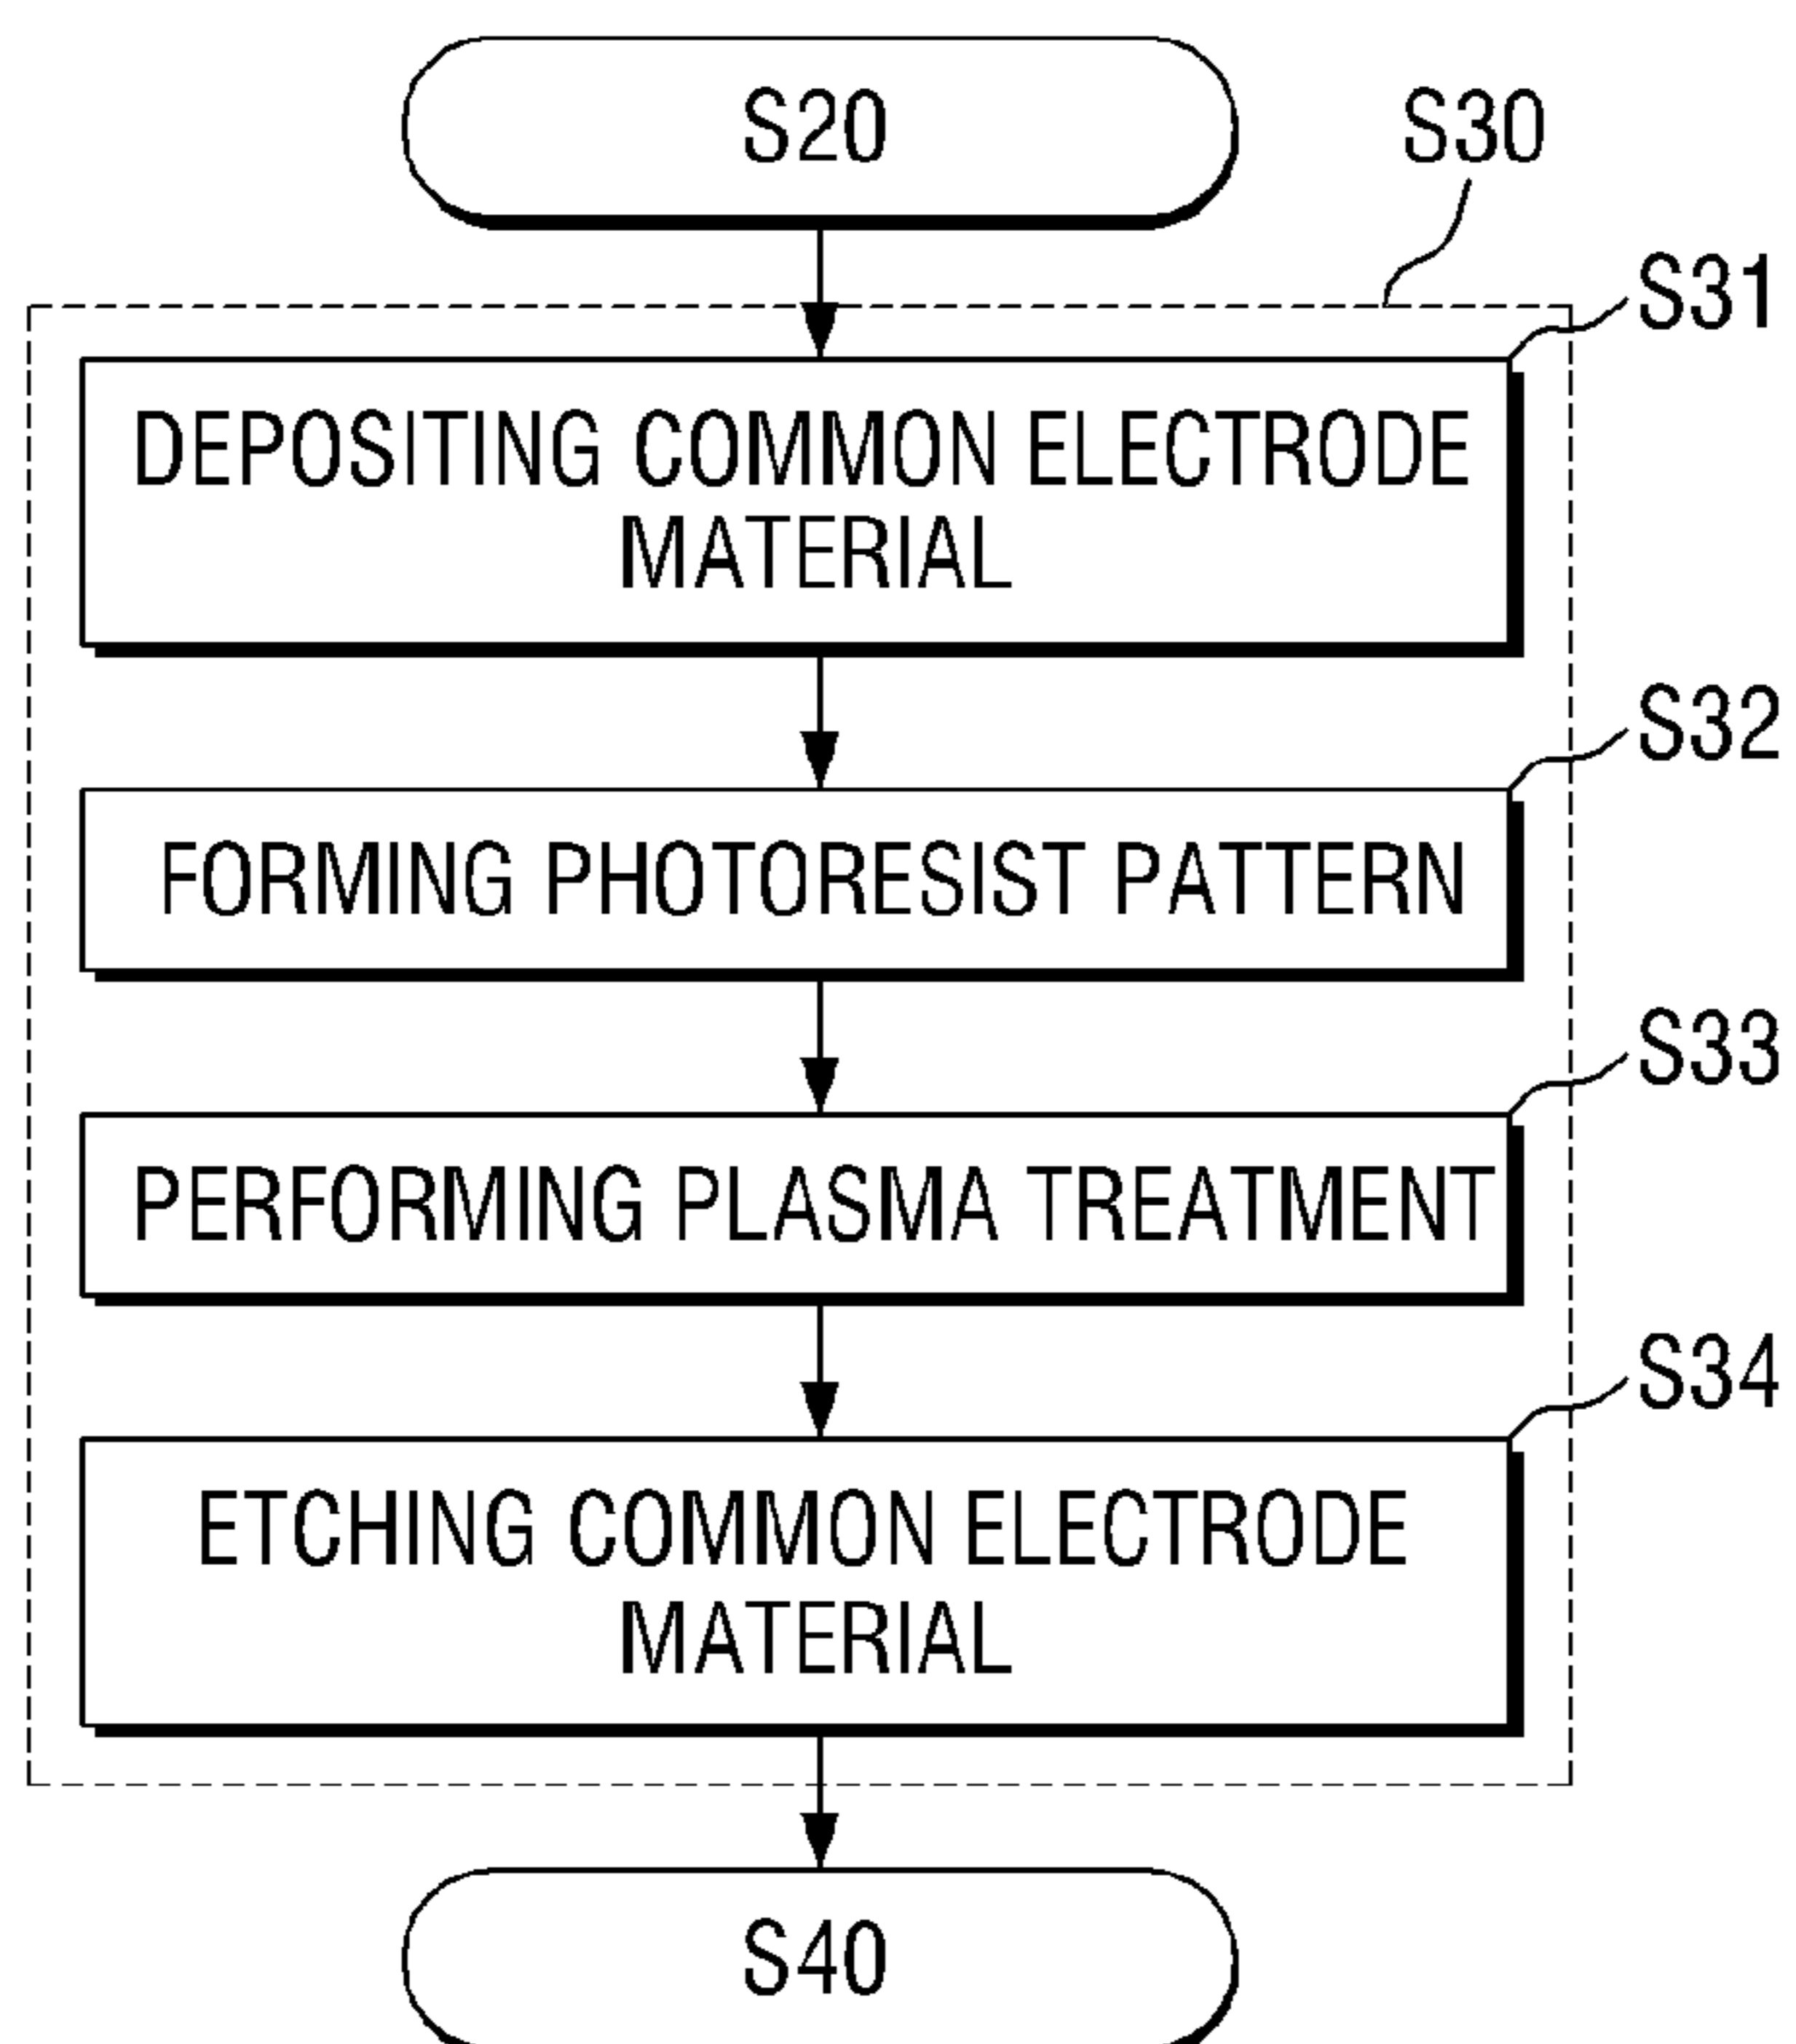 S20
S30
S31
DEPOSITING COMMON ELECTRODE
MATERIAL
S32
FORMING PHOTORESIST PATTERN
S33
PERFORMING PLASMA TREATMENT
S34
ETCHING COMMON ELECTRODE
MATERIAL
S40